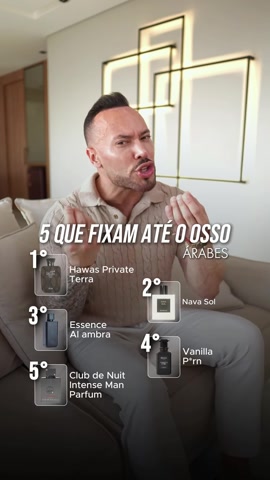 5 QUE FIXAM ATÉ O OSSO
ÁRABES
1°
Hawas Private
Terra
2°
Nava Sol
3°
Essence
Al ambra
4°
Vanilla
P*rn
5°
Club de Nuit
Intense Man
Parfum